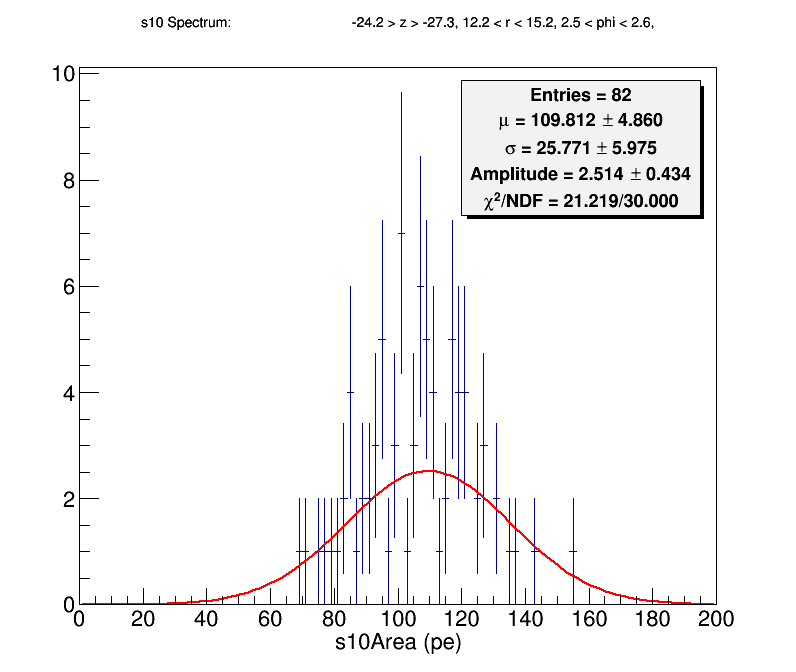 s10 Spectrum: -24.2 > z > -27.3, 12.2 < r < 15.2, 2.5 < phi < 2.6,
Entries = 82
μ = 109.812 ± 4.860
σ = 25.771 ± 5.975
Amplitude = 2.514 ± 0.434
χ²/NDF = 21.219/30.000
10
8
6
4
2
0
0 20 40 60 80 100 120 140 160 180 200
s10Area (pe)